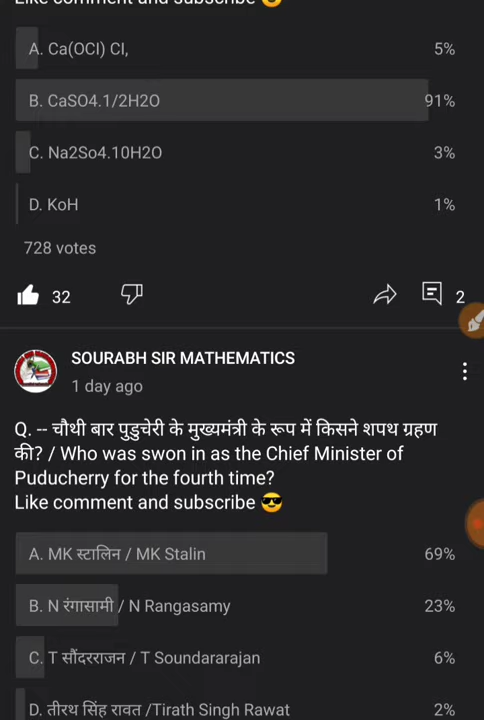 Like comment and subscribe 😎
A. Ca(OCI) CI, 5%
B. CaSO4.1/2H2O 91%
C. Na2So4.10H2O 3%
D. KoH 1%
728 votes
32 2
SOURABH SIR MATHEMATICS
1 day ago
Q. -- चौथी बार पुडुचेरी के मुख्यमंत्री के रूप में किसने शपथ ग्रहण
की? / Who was swon in as the Chief Minister of
Puducherry for the fourth time?
Like comment and subscribe 😎
A. MK स्टालिन / MK Stalin 69%
B. N रंगासामी / N Rangasamy 23%
C. T सौंदरराजन / T Soundararajan 6%
D. तीरथ सिंह रावत /Tirath Singh Rawat 2%